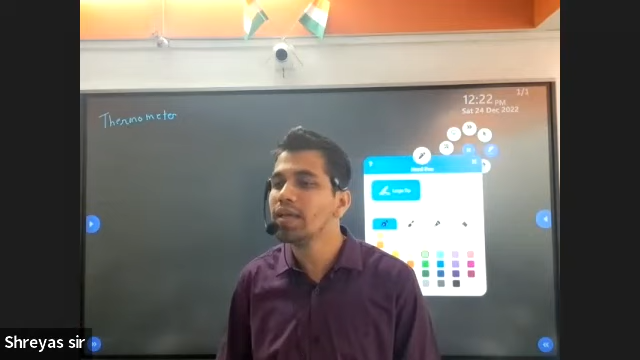 1/1
12:22 PM
Sat 24 Dec 2022
Thermometer
Shreyas sir